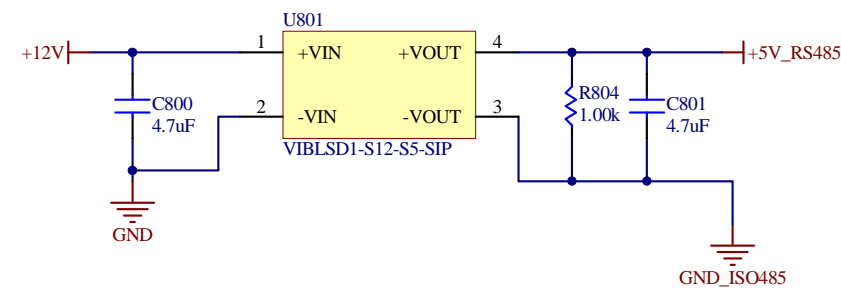 U801
+12V
1
+VIN
+VOUT
4
+5V_RS485
C800
4.7uF
2
-VIN
-VOUT
3
R804
1.00k
C801
4.7uF
VIBLSD1-S12-S5-SIP
GND
GND_ISO485